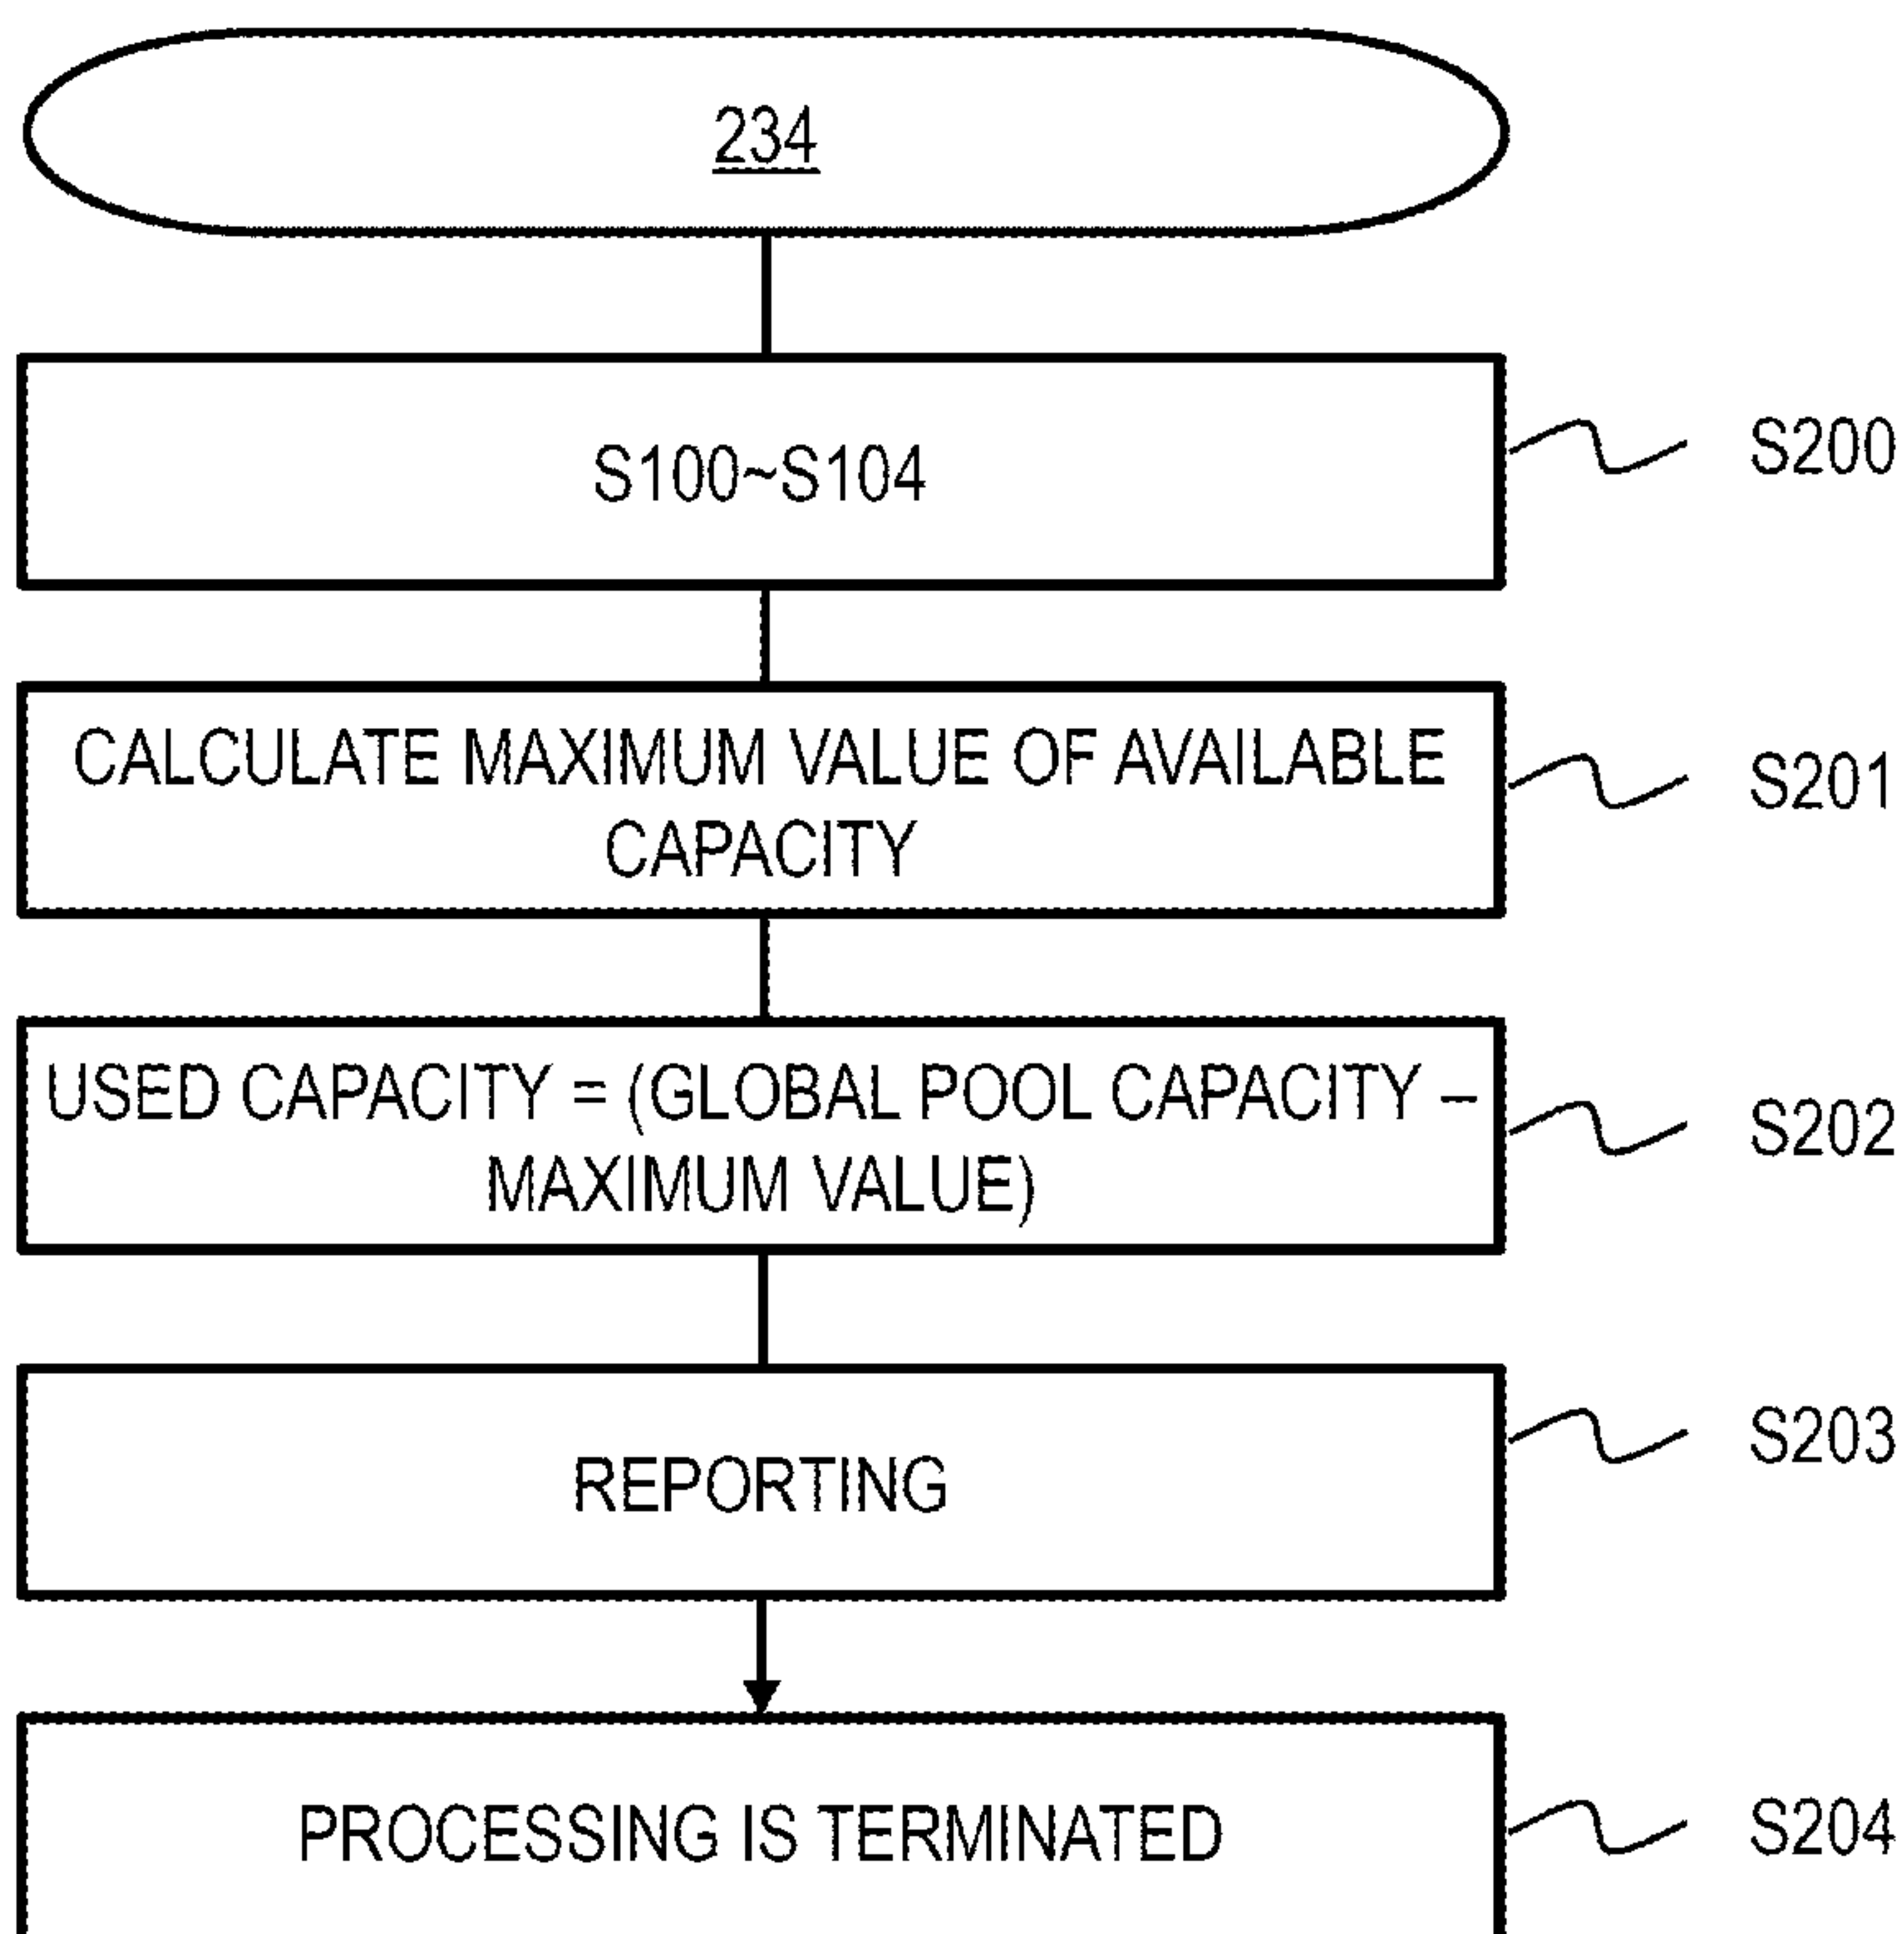 234
S100~S104
S200
CALCULATE MAXIMUM VALUE OF AVAILABLE
CAPACITY
S201
USED CAPACITY = (GLOBAL POOL CAPACITY –
MAXIMUM VALUE)
S202
REPORTING
S203
PROCESSING IS TERMINATED
S204